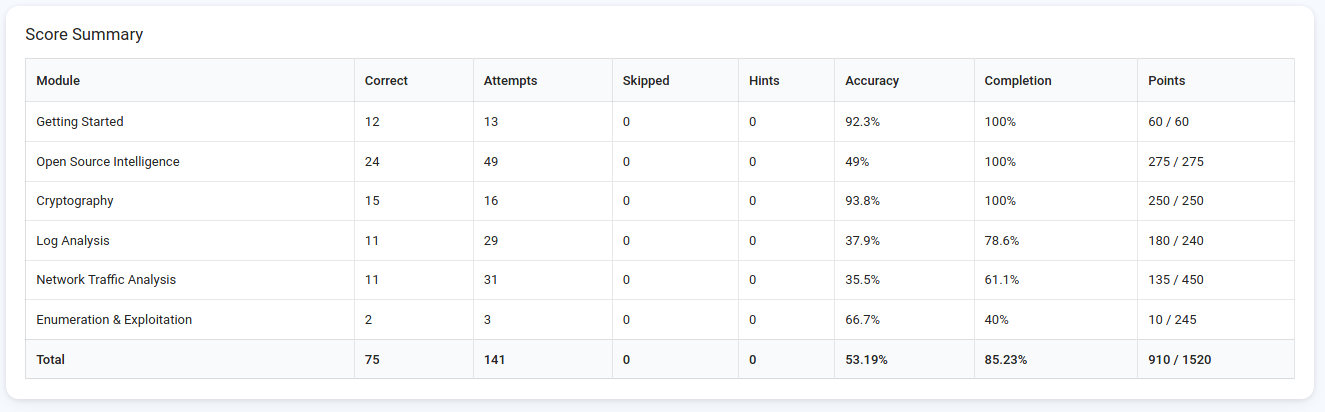 Score Summary
Module Correct Attempts Skipped Hints Accuracy Completion Points
Getting Started 12 13 0 0 92.3% 100% 60 / 60
Open Source Intelligence 24 49 0 0 49% 100% 275 / 275
Cryptography 15 16 0 0 93.8% 100% 250 / 250
Log Analysis 11 29 0 0 37.9% 78.6% 180 / 240
Network Traffic Analysis 11 31 0 0 35.5% 61.1% 135 / 450
Enumeration & Exploitation 2 3 0 0 66.7% 40% 10 / 245
Total 75 141 0 0 53.19% 85.23% 910 / 1520